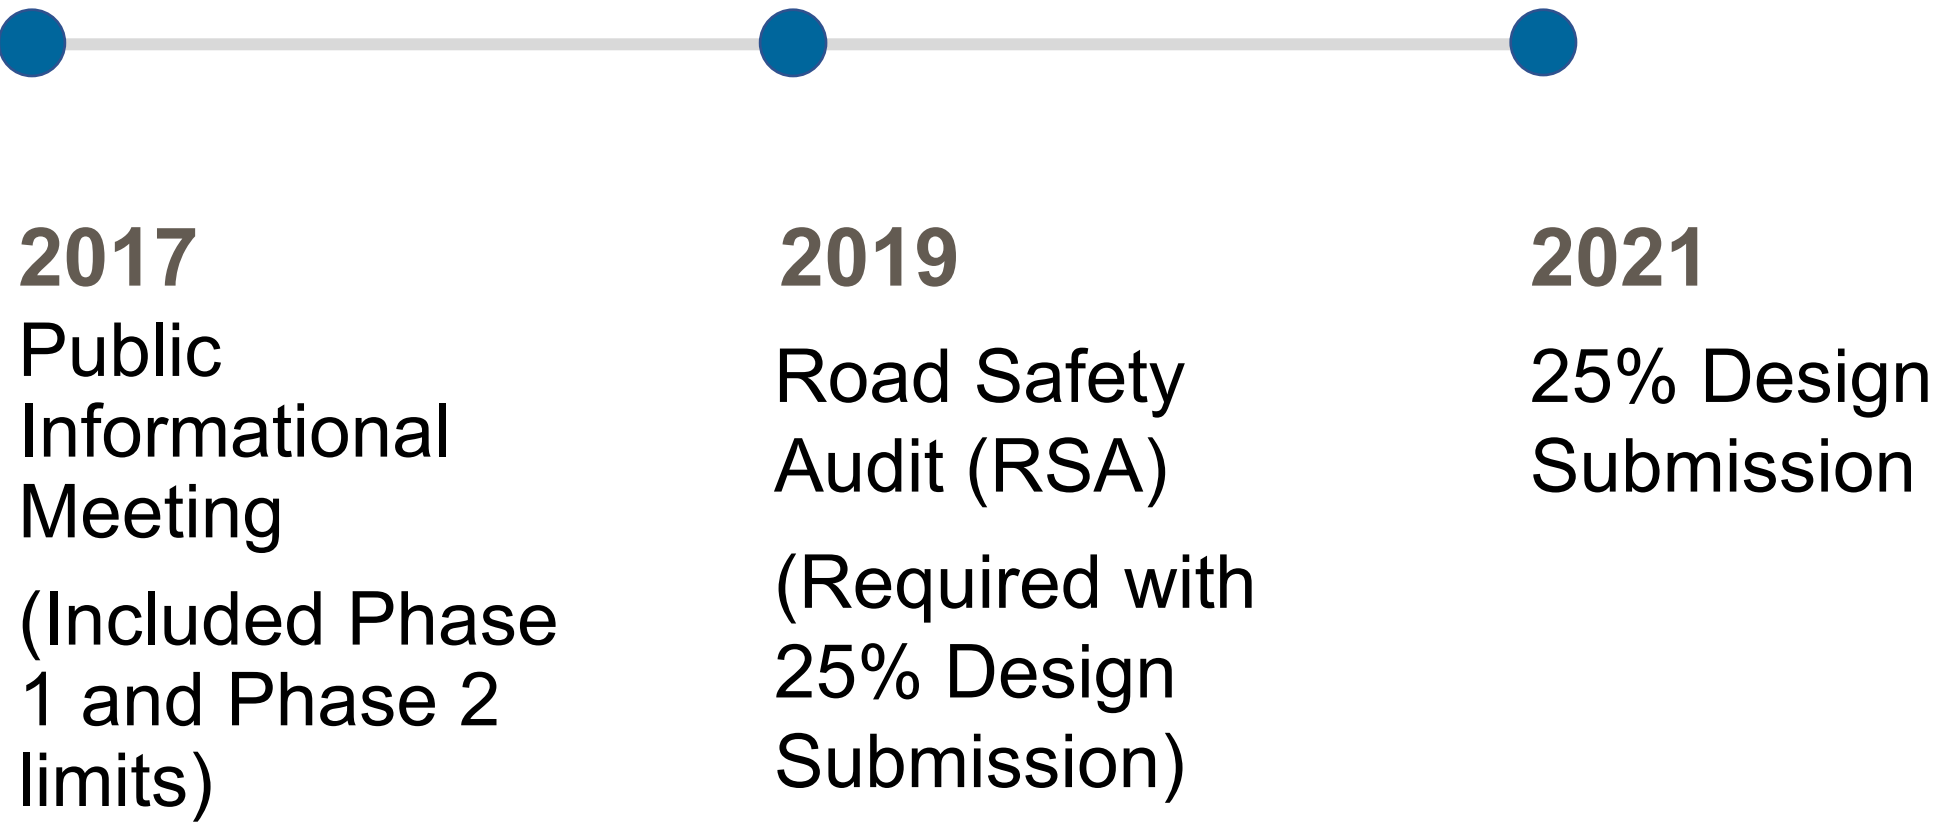 2017
Public
Informational
Meeting
(Included Phase
1 and Phase 2
limits)
2019
Road Safety
Audit (RSA)
(Required with
25% Design
Submission)
2021
25% Design
Submission